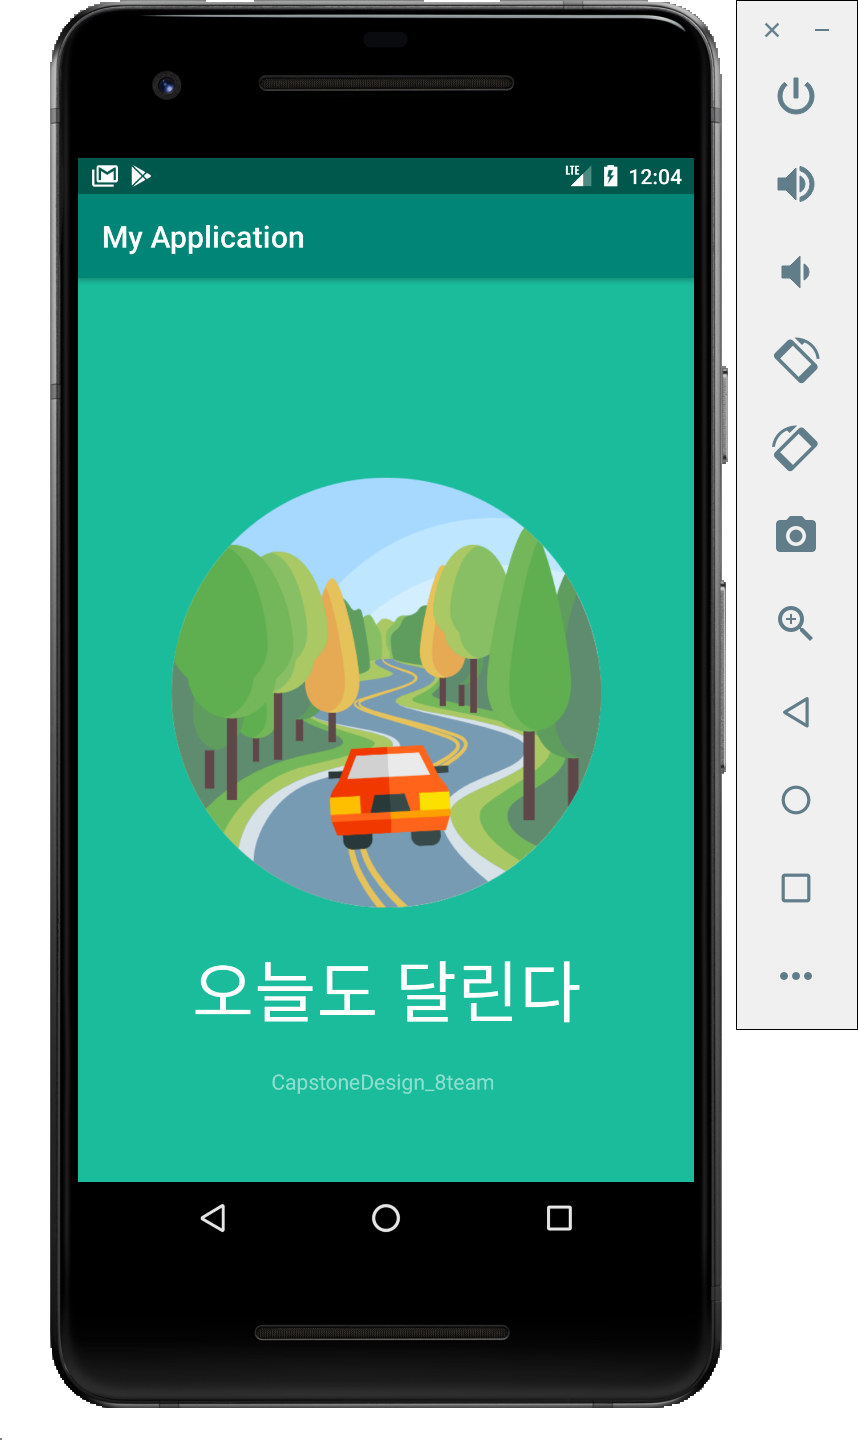 LTE 12:04
My Application
오늘도 달린다
CapstoneDesign_8team